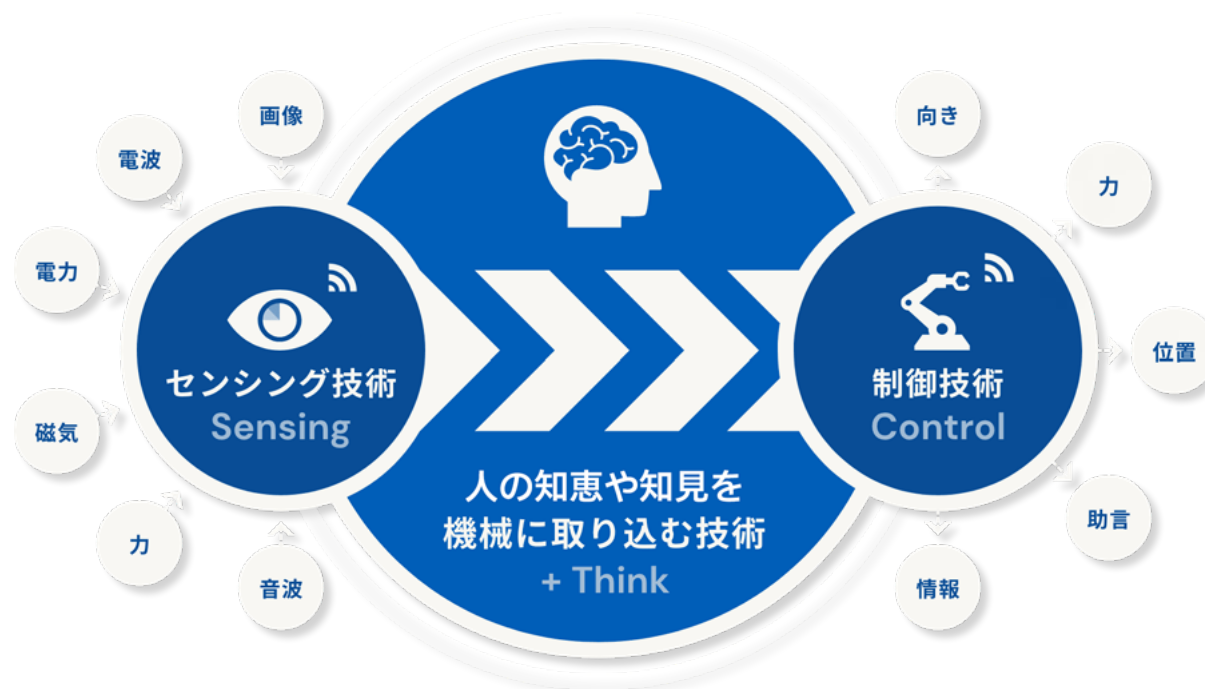 画像
電波
電力
磁気
力
音波
センシング技術
Sensing
人の知恵や知見を
機械に取り込む技術
+ Think
制御技術
Control
向き
力
位置
助言
情報